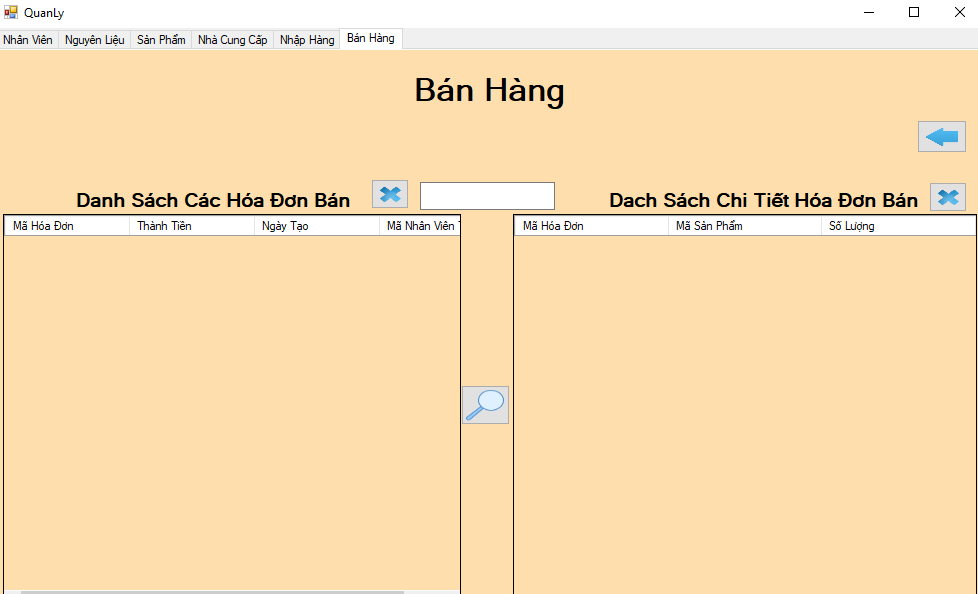 QuanLy
Nhân Viên Nguyên Liệu Sản Phẩm Nhà Cung Cấp Nhập Hàng Bán Hàng
Bán Hàng
Danh Sách Các Hóa Đơn Bán
Dach Sách Chi Tiết Hóa Đơn Bán
Mã Hóa Đơn Thành Tiền Ngày Tạo Mã Nhân Viên
Mã Hóa Đơn Mã Sản Phẩm Số Lượng